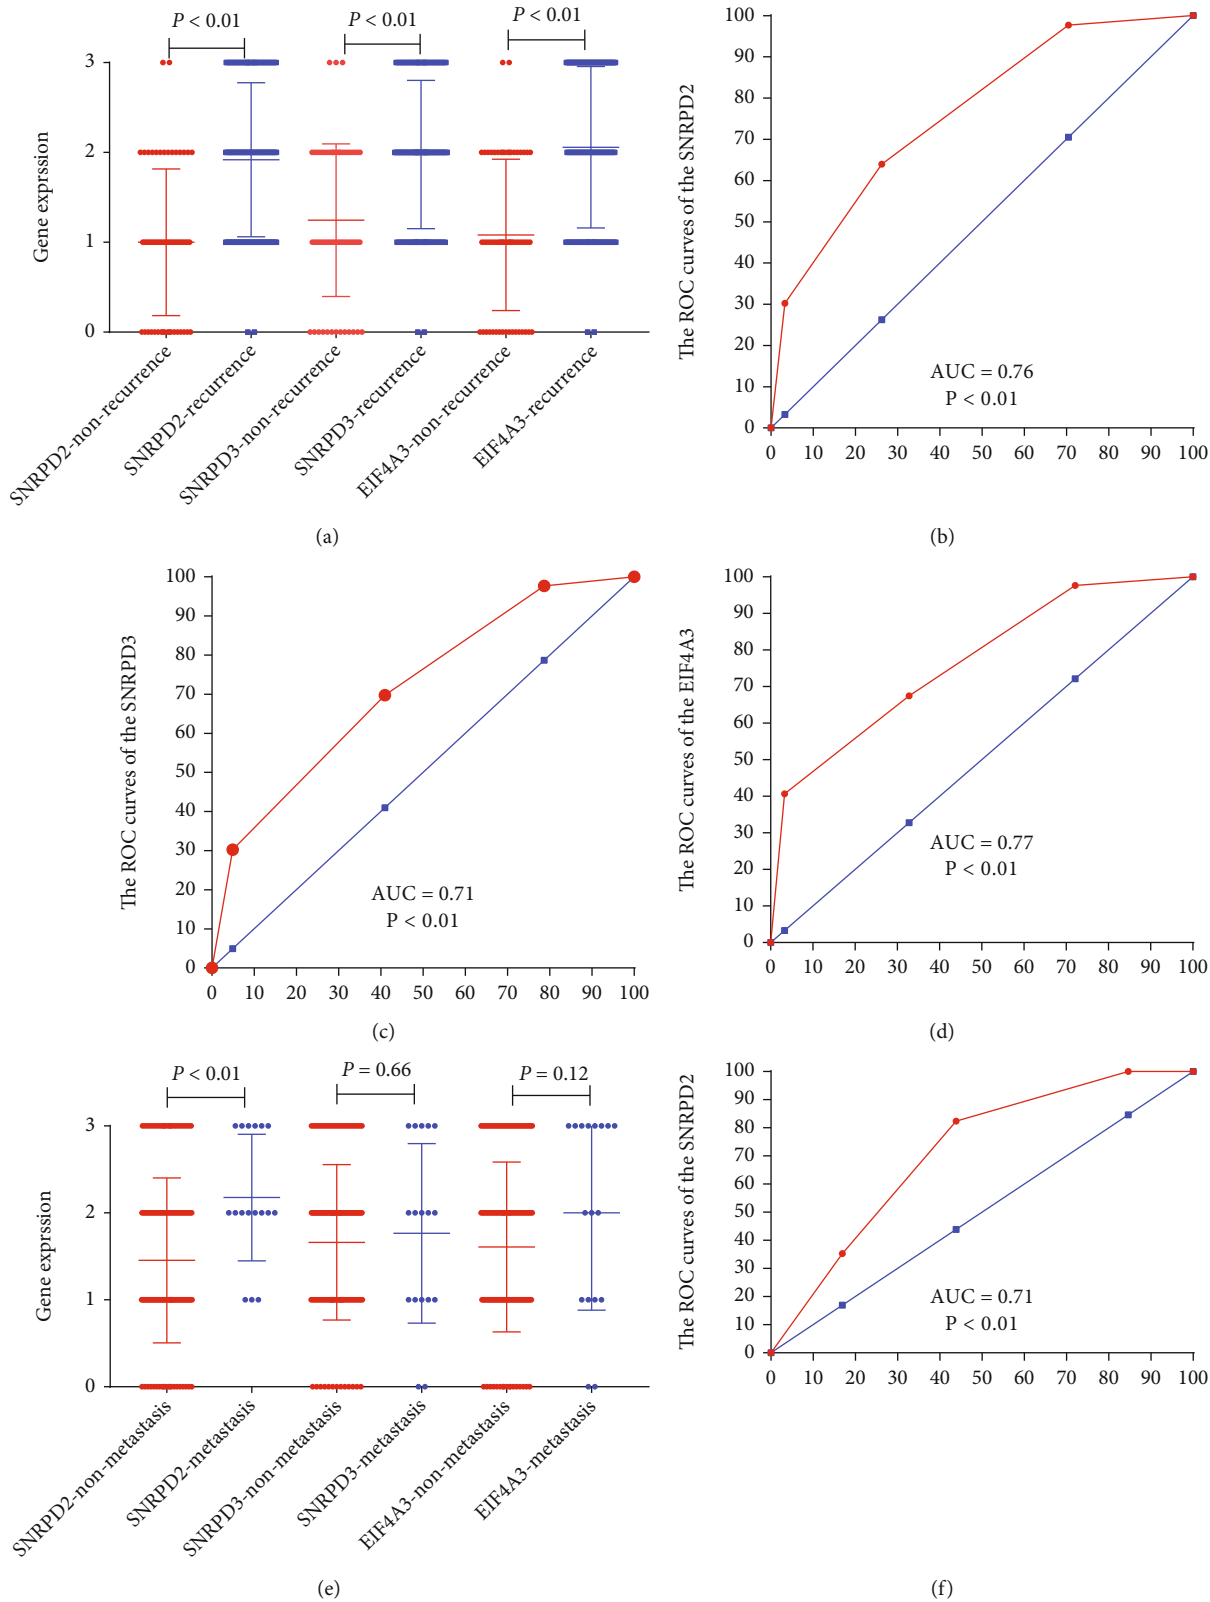 P < 0.01
P < 0.01
P < 0.01
Gene exprssion
3
2
1
0
SNRPD2-non-recurrence
SNRPD2-recurrence
SNRPD3-non-recurrence
SNRPD3-recurrence
EIF4A3-non-recurrence
EIF4A3-recurrence
(a)
The ROC curves of the SNRPD2
100
90
80
70
60
50
40
30
20
10
0
AUC = 0.76
P < 0.01
0 10 20 30 40 50 60 70 80 90 100
(b)
The ROC curves of the SNRPD3
100
90
80
70
60
50
40
30
20
10
0
AUC = 0.71
P < 0.01
0 10 20 30 40 50 60 70 80 90 100
(c)
The ROC curves of the EIF4A3
100
90
80
70
60
50
40
30
20
10
0
AUC = 0.77
P < 0.01
0 10 20 30 40 50 60 70 80 90 100
(d)
P < 0.01
P = 0.66
P = 0.12
Gene exprssion
3
2
1
0
SNRPD2-non-metastasis
SNRPD2-metastasis
SNRPD3-non-metastasis
SNRPD3-metastasis
EIF4A3-non-metastasis
EIF4A3-metastasis
(e)
The ROC curves of the SNRPD2
100
90
80
70
60
50
40
30
20
10
0
AUC = 0.71
P < 0.01
0 10 20 30 40 50 60 70 80 90 100
(f)